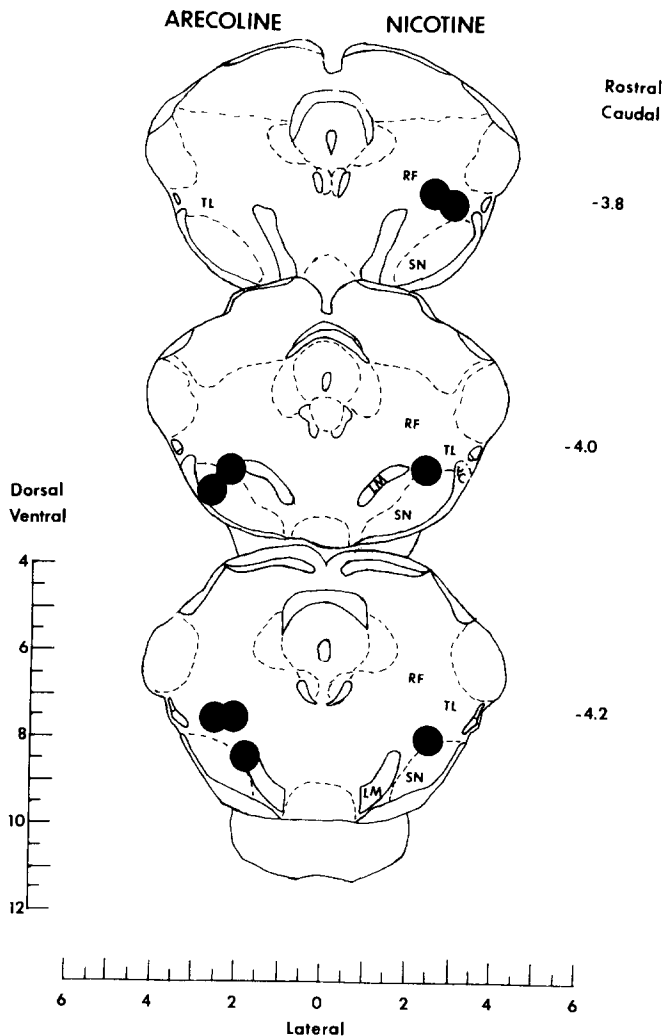 ARECOLINE NICOTINE
Rostral
Caudal
RF
TL
-3.8
SN
RF
-4.0
TL
LM
Dorsal
Ventral
SN
4
RF
6
TL
-4.2
8
SN
LM
10
12
6 4 2 0 2 4 6
Lateral